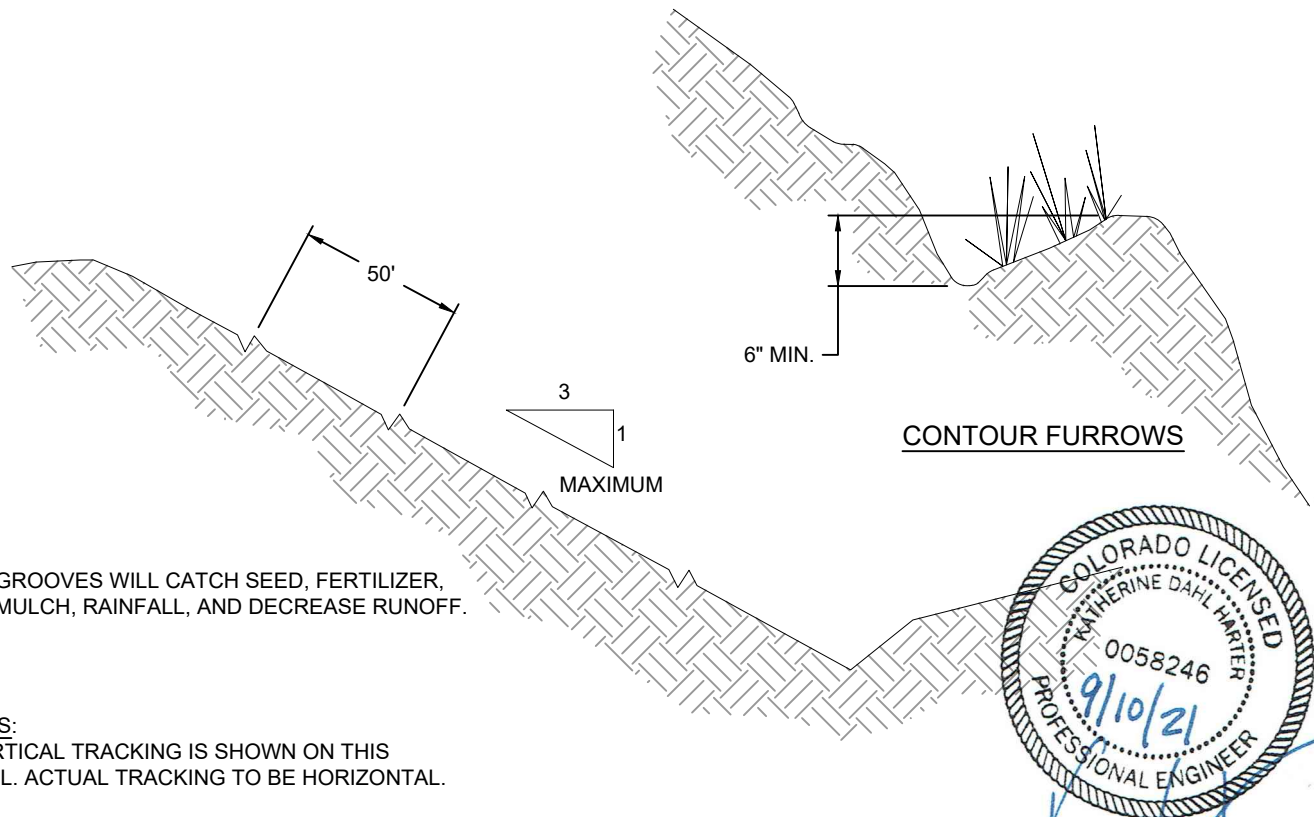 50'
6" MIN.
3
1
MAXIMUM
CONTOUR FURROWS
GROOVES WILL CATCH SEED, FERTILIZER,
MULCH, RAINFALL, AND DECREASE RUNOFF.
S:
RTICAL TRACKING IS SHOWN ON THIS
L. ACTUAL TRACKING TO BE HORIZONTAL.
COLORADO LICENSED
KATHERINE DAHL HARTER
0058246
9/10/21
PROFESSIONAL ENGINEER